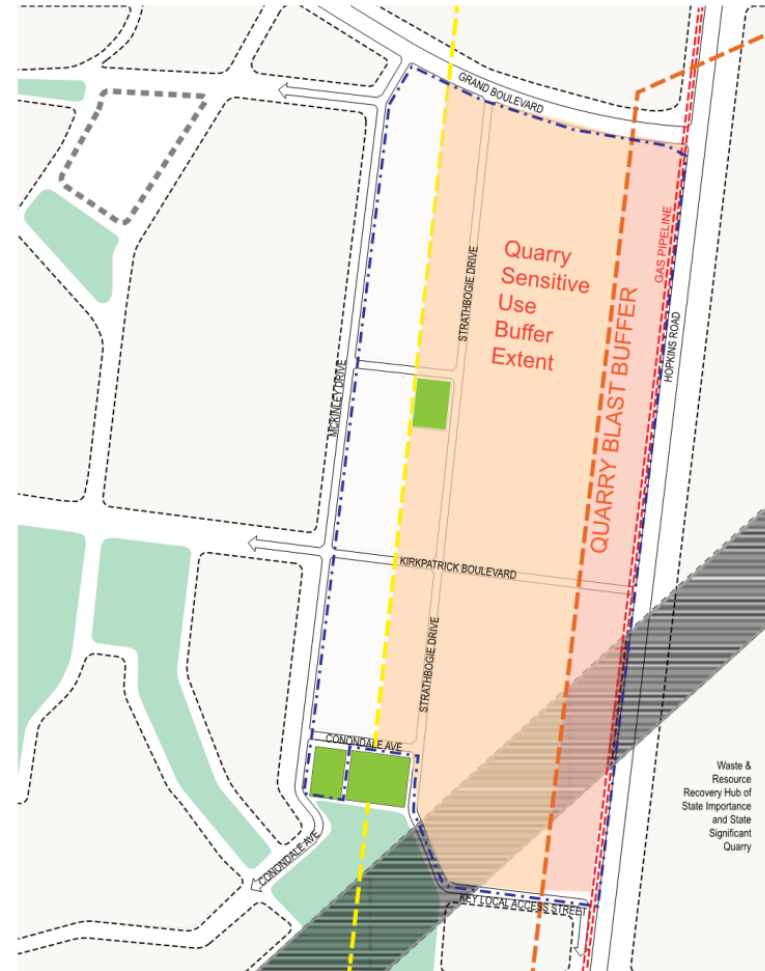 GRAND BOULEVARD
STRATHBOGIE DRIVE
Quarry
Sensitive
Use
Buffer
Extent
GAS PIPELINE
QUARRY BLAST BUFFER
HOPKINS ROAD
MCKINLEY DRIVE
KIRKPATRICK BOULEVARD
STRATHBOGIE DRIVE
CONONDALE AVE
Waste &
Resource
Recovery Hub of
State Importance
and State
Significant
Quarry
CONONDALE AVE
KEY LOCAL ACCESS STREET